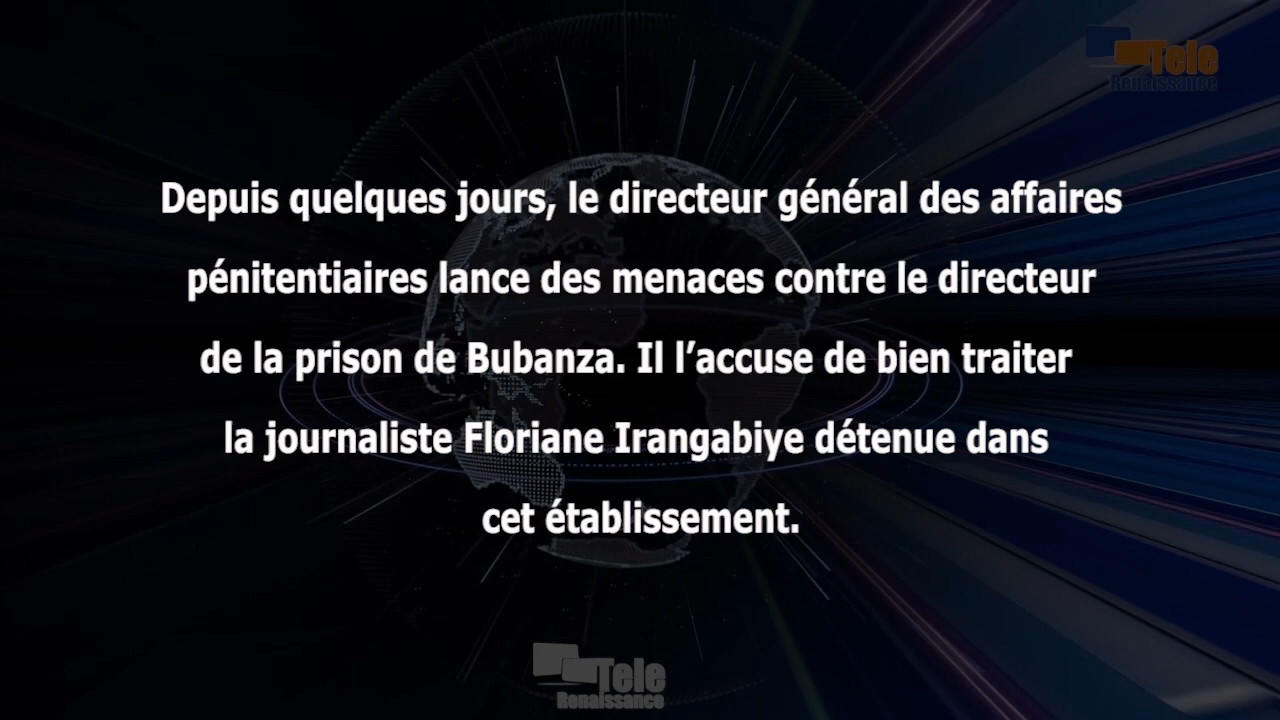 Tele
Renaissance
Depuis quelques jours, le directeur général des affaires
pénitentiaires lance des menaces contre le directeur
de la prison de Bubanza. Il l’accuse de bien traiter
la journaliste Floriane Irangabiye détenue dans
cet établissement.
Tele
Renaissance